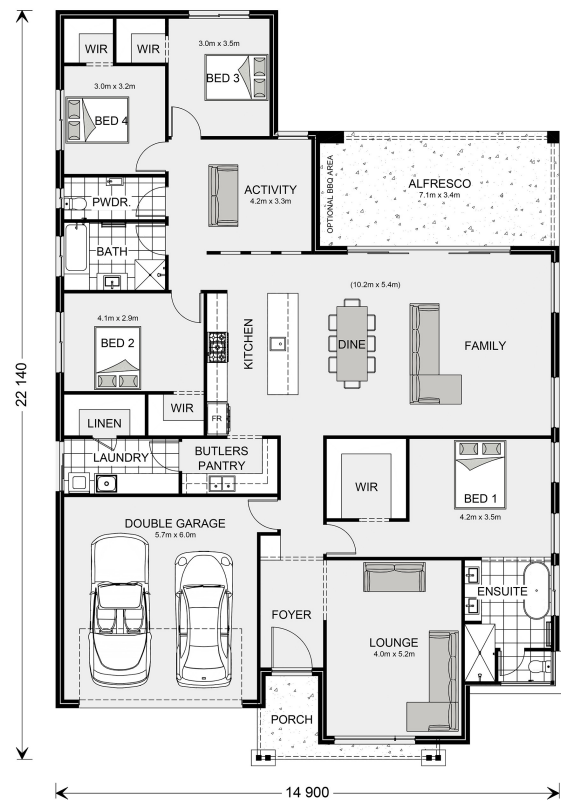 WIR
WIR
3.0m x 3.5m
BED 3
3.0m x 3.2m
BED 4
PWDR.
ACTIVITY
4.2m x 3.3m
OPTIONAL BBQ AREA
ALFRESCO
7.1m x 3.4m
BATH
(10.2m x 5.4m)
4.1m x 2.9m
BED 2
KITCHEN
DINE
FAMILY
WIR
FR
LINEN
LAUNDRY
BUTLERS
PANTRY
WIR
BED 1
4.2m x 3.5m
DOUBLE GARAGE
5.7m x 6.0m
ENSUITE
FOYER
LOUNGE
4.0m x 5.2m
PORCH
22 140
14 900